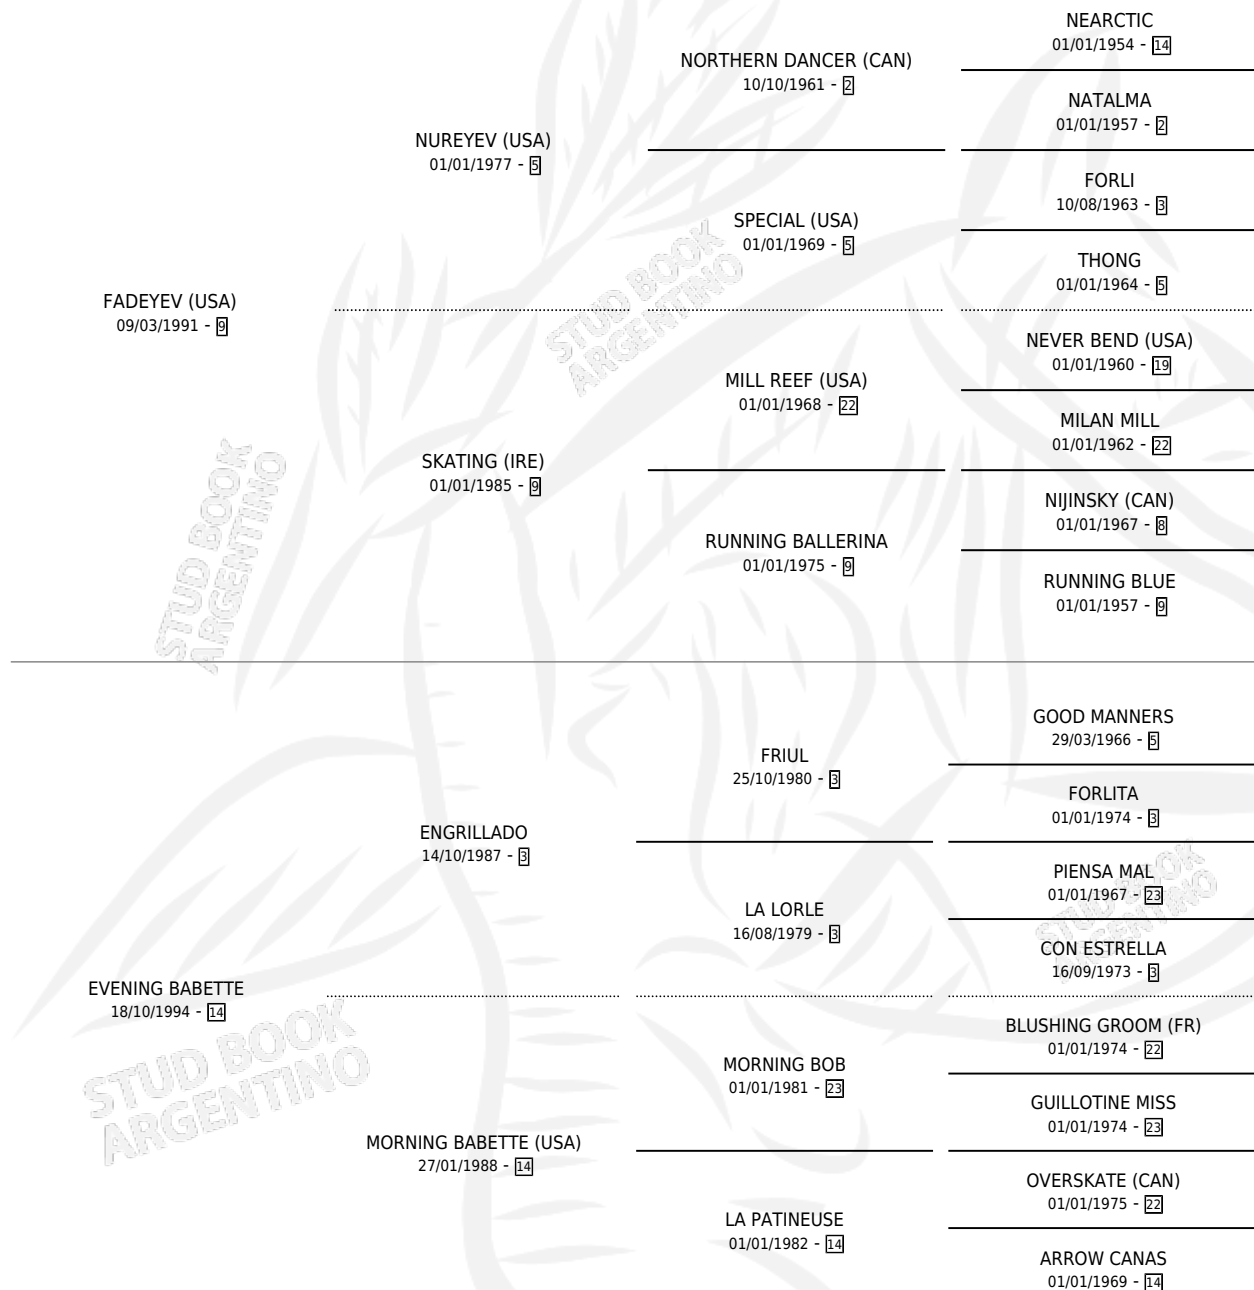 FADEYEV (USA)
09/03/1991 - 9
NUREYEV (USA)
01/01/1977 - 5
NORTHERN DANCER (CAN)
10/10/1961 - 2
NEARCTIC
01/01/1954 - 14
NATALMA
01/01/1957 - 2
SPECIAL (USA)
01/01/1969 - 5
FORLI
10/08/1963 - 3
THONG
01/01/1964 - 5
SKATING (IRE)
01/01/1985 - 9
MILL REEF (USA)
01/01/1968 - 22
NEVER BEND (USA)
01/01/1960 - 19
MILAN MILL
01/01/1962 - 22
RUNNING BALLERINA
01/01/1975 - 9
NIJINSKY (CAN)
01/01/1967 - 8
RUNNING BLUE
01/01/1957 - 9
EVENING BABETTE
18/10/1994 - 14
ENGRILLADO
14/10/1987 - 3
FRIUL
25/10/1980 - 3
GOOD MANNERS
29/03/1966 - 5
FORLITA
01/01/1974 - 3
LA LORLE
16/08/1979 - 3
PIENSA MAL
01/01/1967 - 23
CON ESTRELLA
16/09/1973 - 3
MORNING BABETTE (USA)
27/01/1988 - 14
MORNING BOB
01/01/1981 - 23
BLUSHING GROOM (FR)
01/01/1974 - 22
GUILLOTINE MISS
01/01/1974 - 23
LA PATINEUSE
01/01/1982 - 14
OVERSKATE (CAN)
01/01/1975 - 22
ARROW CANAS
01/01/1969 - 14
STUD BOOK
ARGENTINO
STUD BOOK
ARGENTINO
STUD BOOK
ARGENTINO
STUD BOOK
ARGENTINO